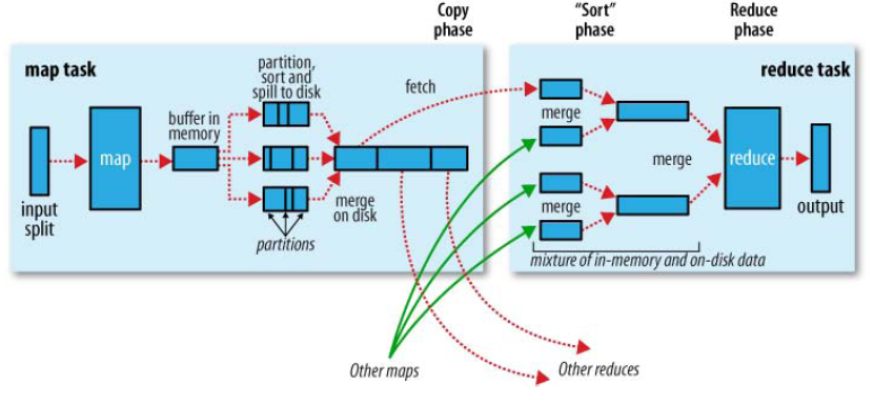 Copy
phase
“Sort”
phase
Reduce
phase
map task
partition,
sort and
spill to disk
fetch
buffer in
memory
map
input
split
merge
on disk
partitions
reduce task
merge
merge
merge
reduce
output
mixture of in-memory and on-disk data
Other maps
Other reduces